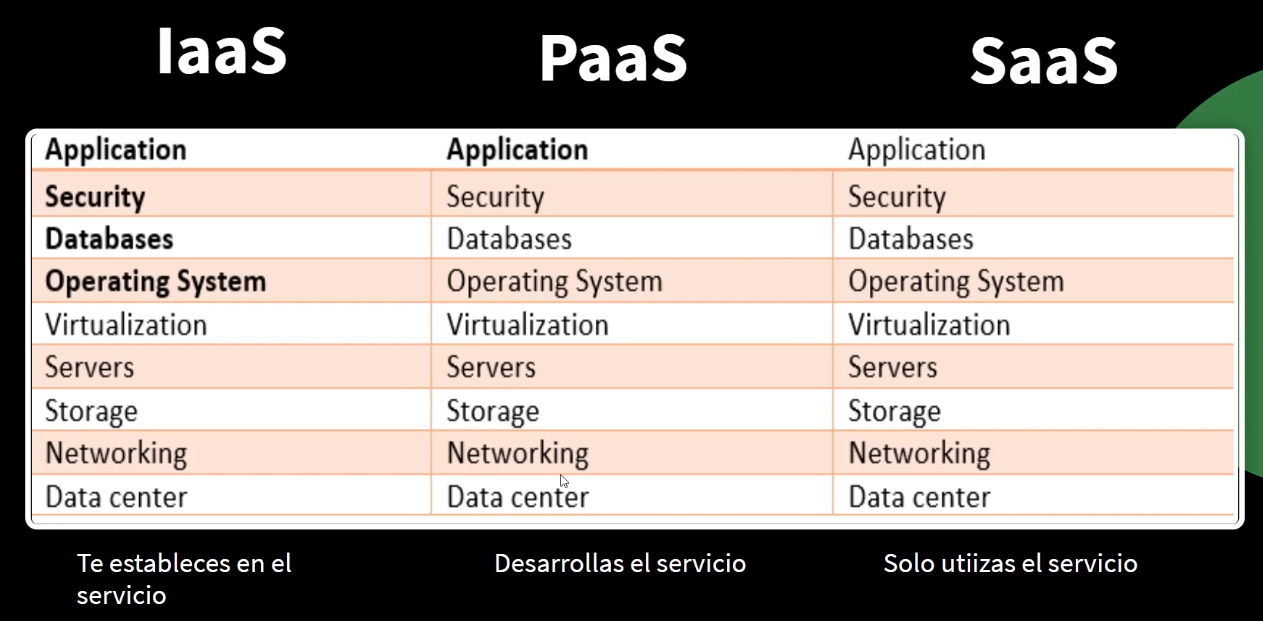 IaaS PaaS SaaS
Application Application Application
Security Security Security
Databases Databases Databases
Operating System Operating System Operating System
Virtualization Virtualization Virtualization
Servers Servers Servers
Storage Storage Storage
Networking Networking Networking
Data center Data center Data center
Te estableces en el
servicio
Desarrollas el servicio
Solo utiizas el servicio